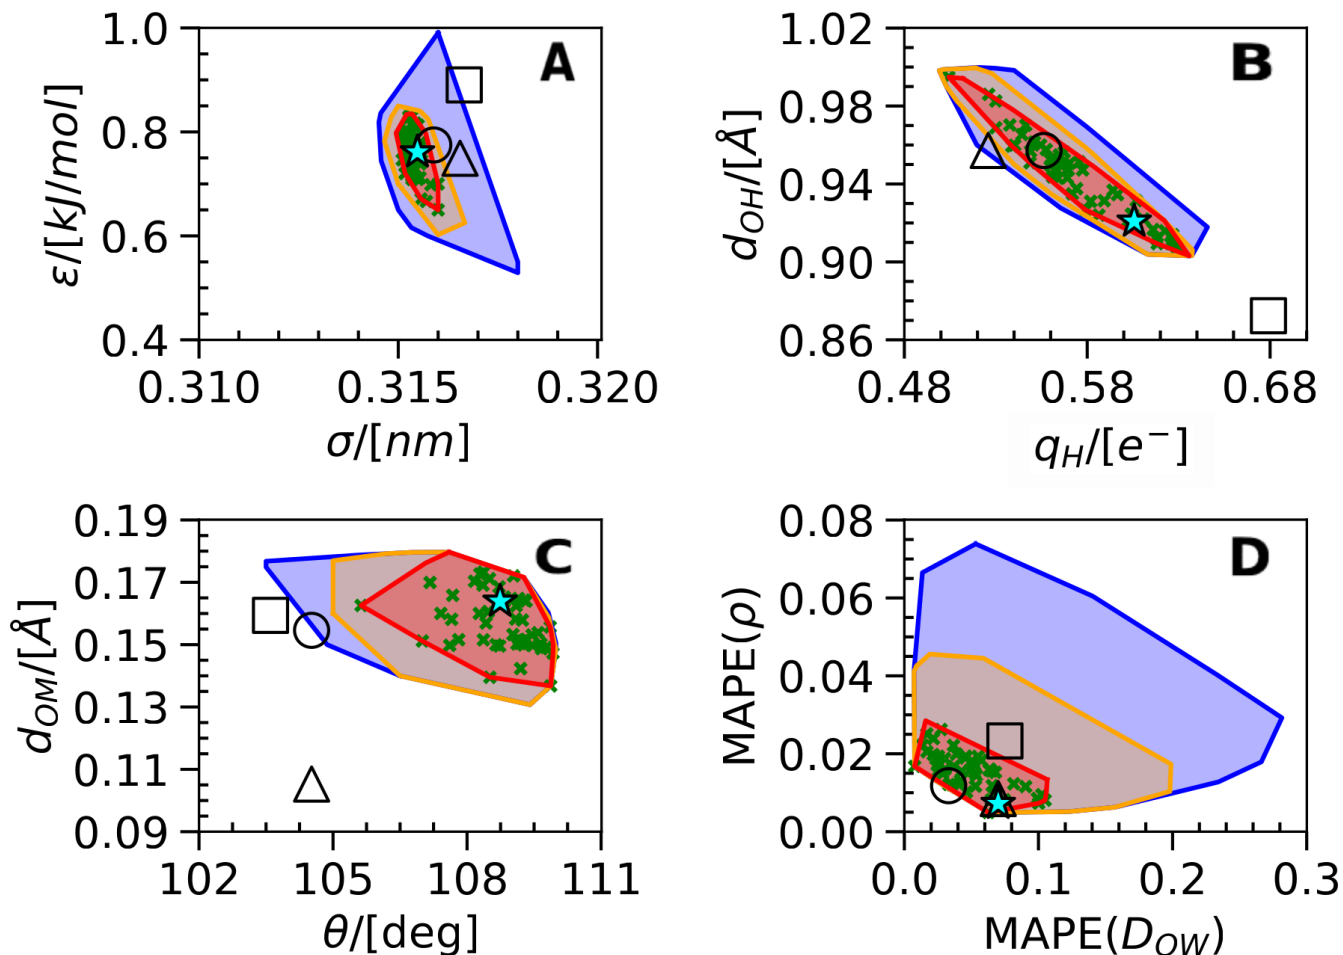 A
1.0
0.8
0.6
0.4
ε/[kJ/mol]
0.310
0.315
0.320
σ/[nm]
B
1.02
0.98
0.94
0.90
0.86
d_OH/[Å]
0.48
0.58
0.68
q_H/[e⁻]
C
0.19
0.17
0.15
0.13
0.11
0.09
d_OM/[Å]
102
105
108
111
θ/[deg]
D
0.08
0.06
0.04
0.02
0.00
MAPE(ρ)
0.0
0.1
0.2
0.3
MAPE(D_OW)